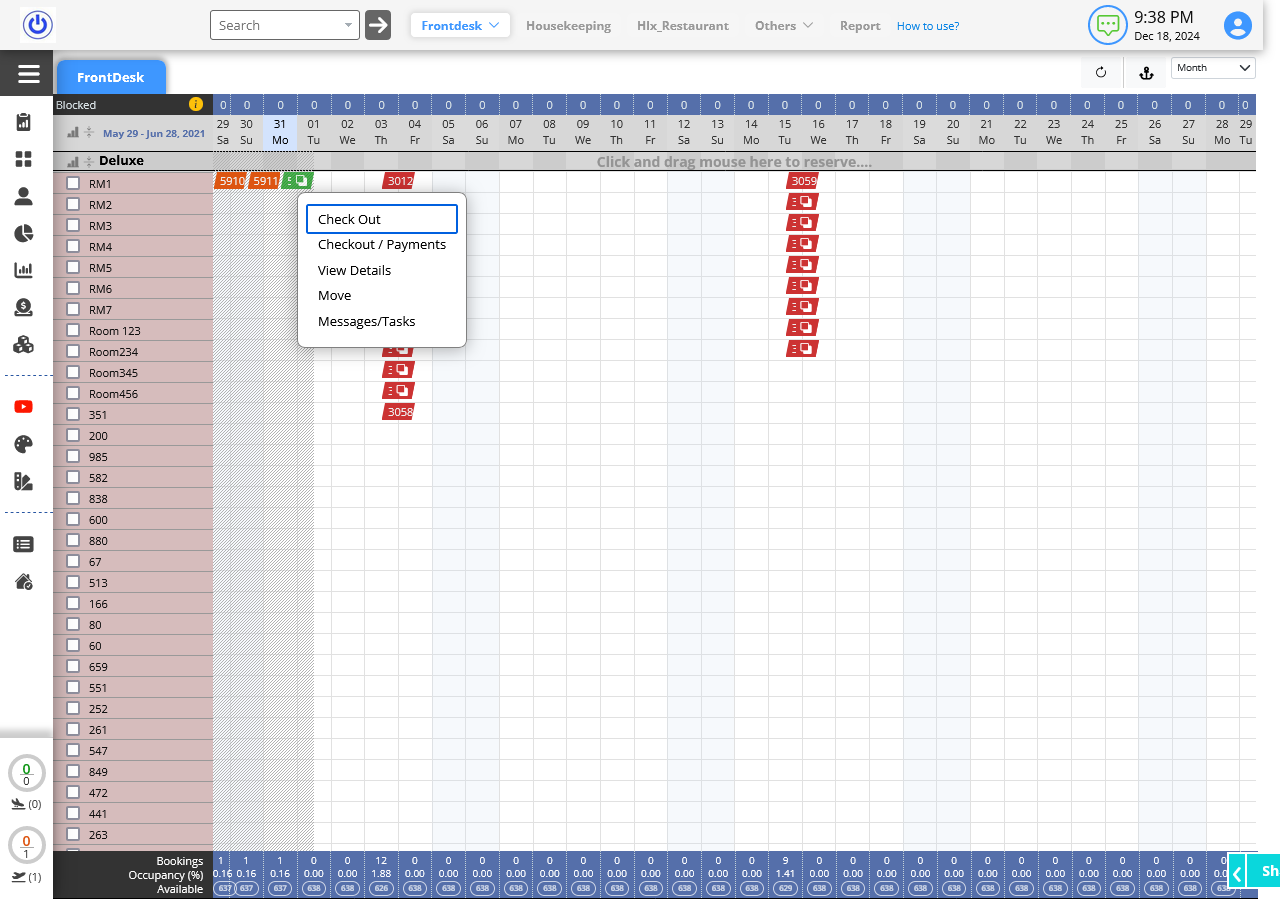 Search Frontdesk Housekeeping Hlx_Restaurant Others Report How to use? 9:38 PM
Dec 18, 2024
FrontDesk Month
Blocked 0 0 0 0 0 0 0 0 0 0 0 0 0 0 0 0 0 0 0 0 0 0 0 0 0 0 0 0 0 0 0 0
May 29 - Jun 28, 2021
29 30 31 01 02 03 04 05 06 07 08 09 10 11 12 13 14 15 16 17 18 19 20 21 22 23 24 25 26 27 28 29
Sa Su Mo Tu We Th Fr Sa Su Mo Tu We Th Fr Sa Su Mo Tu We Th Fr Sa Su Mo Tu We Th Fr Sa Su Mo Tu
Deluxe Click and drag mouse here to reserve....
RM1 5910 5911 3012 3059
RM2
RM3
RM4
RM5
RM6
RM7
Room 123
Room234
Room345
Room456
351 3058
200
985
582
838
600
880
67
513
166
80
60
659
551
252
261
547
849
472
441
263
Check Out
Checkout / Payments
View Details
Move
Messages/Tasks
0
0
(0)
0
1
(1)
Bookings 1 1 1 0 0 12 0 0 0 0 0 0 0 0 0 0 0 9 0 0 0 0 0 0 0 0 0 0 0 0 0
Occupancy (%) 0.16 0.16 0.16 0.00 0.00 1.88 0.00 0.00 0.00 0.00 0.00 0.00 0.00 0.00 0.00 0.00 0.00 1.41 0.00 0.00 0.00 0.00 0.00 0.00 0.00 0.00 0.00 0.00 0.00 0.00
Available 637 637 637 638 638 626 638 638 638 638 638 638 638 638 638 638 638 629 638 638 638 638 638 638 638 638 638 638 638 638
Sh